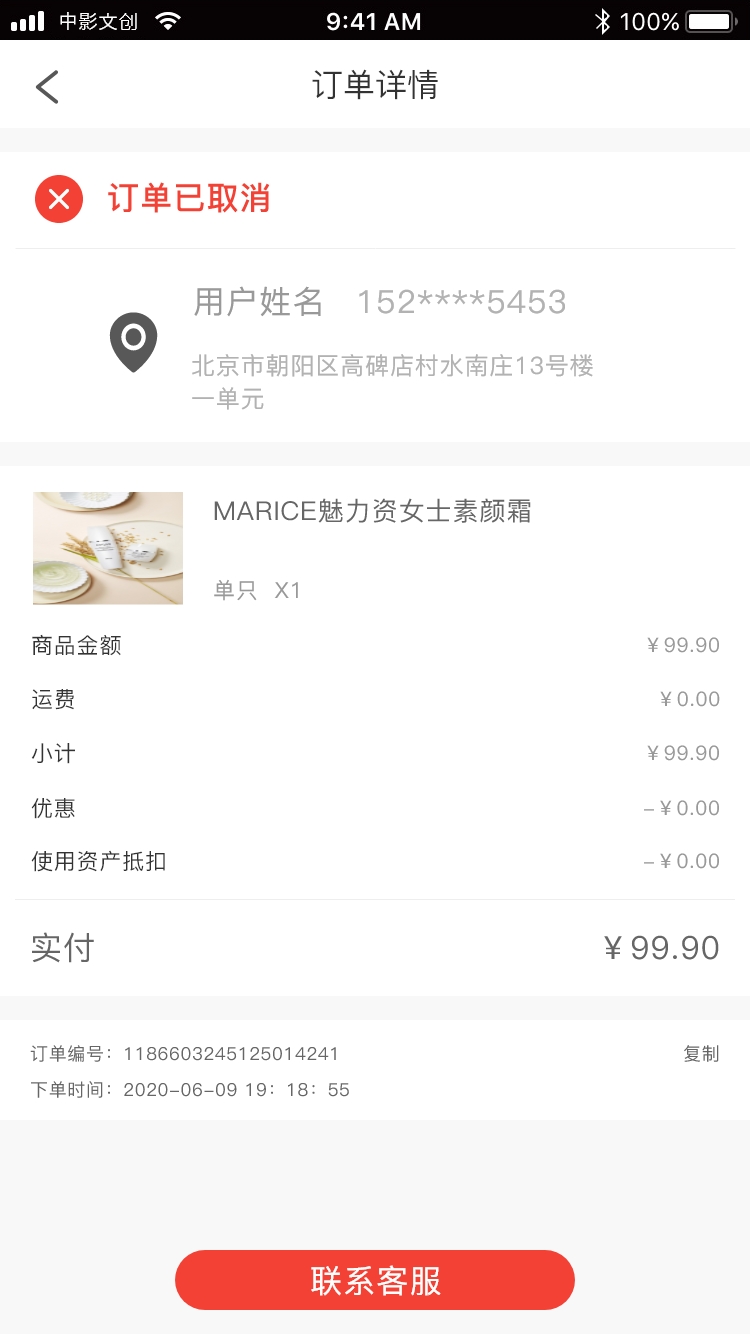 中影文创 9:41 AM 100%
订单详情
订单已取消
用户姓名 152****5453
北京市朝阳区高碑店村水南庄13号楼
一单元
MARICE魅力资女士素颜霜
单只 X1
商品金额 ¥99.90
运费 ¥0.00
小计 ¥99.90
优惠 -¥0.00
使用资产抵扣 -¥0.00
实付 ¥99.90
订单编号：1186603245125014241 复制
下单时间：2020-06-09 19：18：55
联系客服